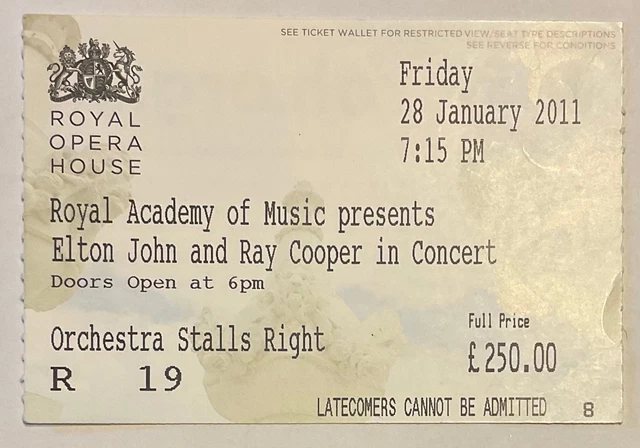 SEE TICKET WALLET FOR RESTRICTED VIEW/SEAT TYPE DESCRIPTIONS
SEE REVERSE FOR CONDITIONS
ROYAL
OPERA
HOUSE
Friday
28 January 2011
7:15 PM
Royal Academy of Music presents
Elton John and Ray Cooper in Concert
Doors Open at 6pm
Orchestra Stalls Right
R 19
Full Price
£250.00
LATECOMERS CANNOT BE ADMITTED 8